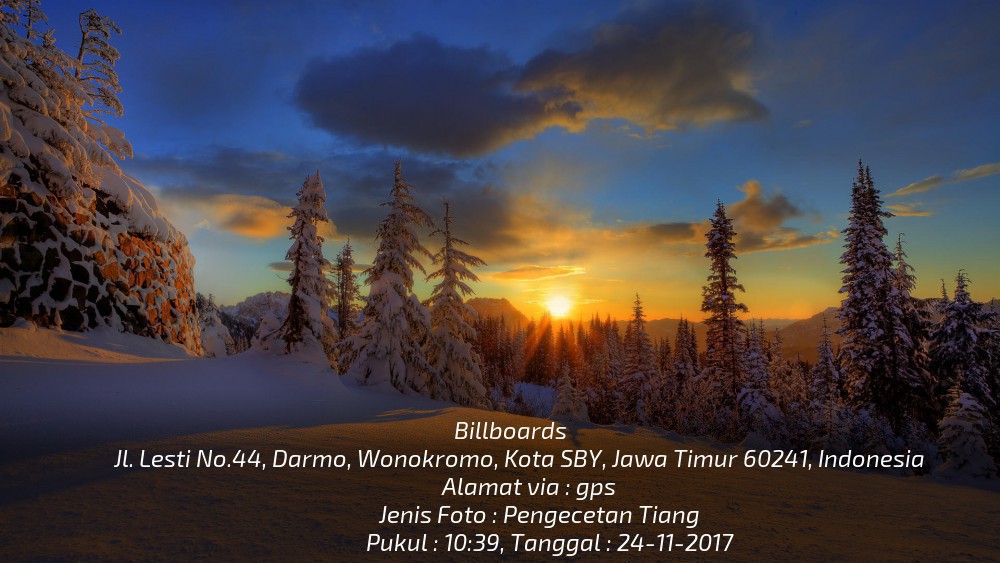 Billboards
Jl. Lesti No.44, Darmo, Wonokromo, Kota SBY, Jawa Timur 60241, Indonesia
Alamat via : gps
Jenis Foto : Pengecetan Tiang
Pukul : 10:39, Tanggal : 24-11-2017